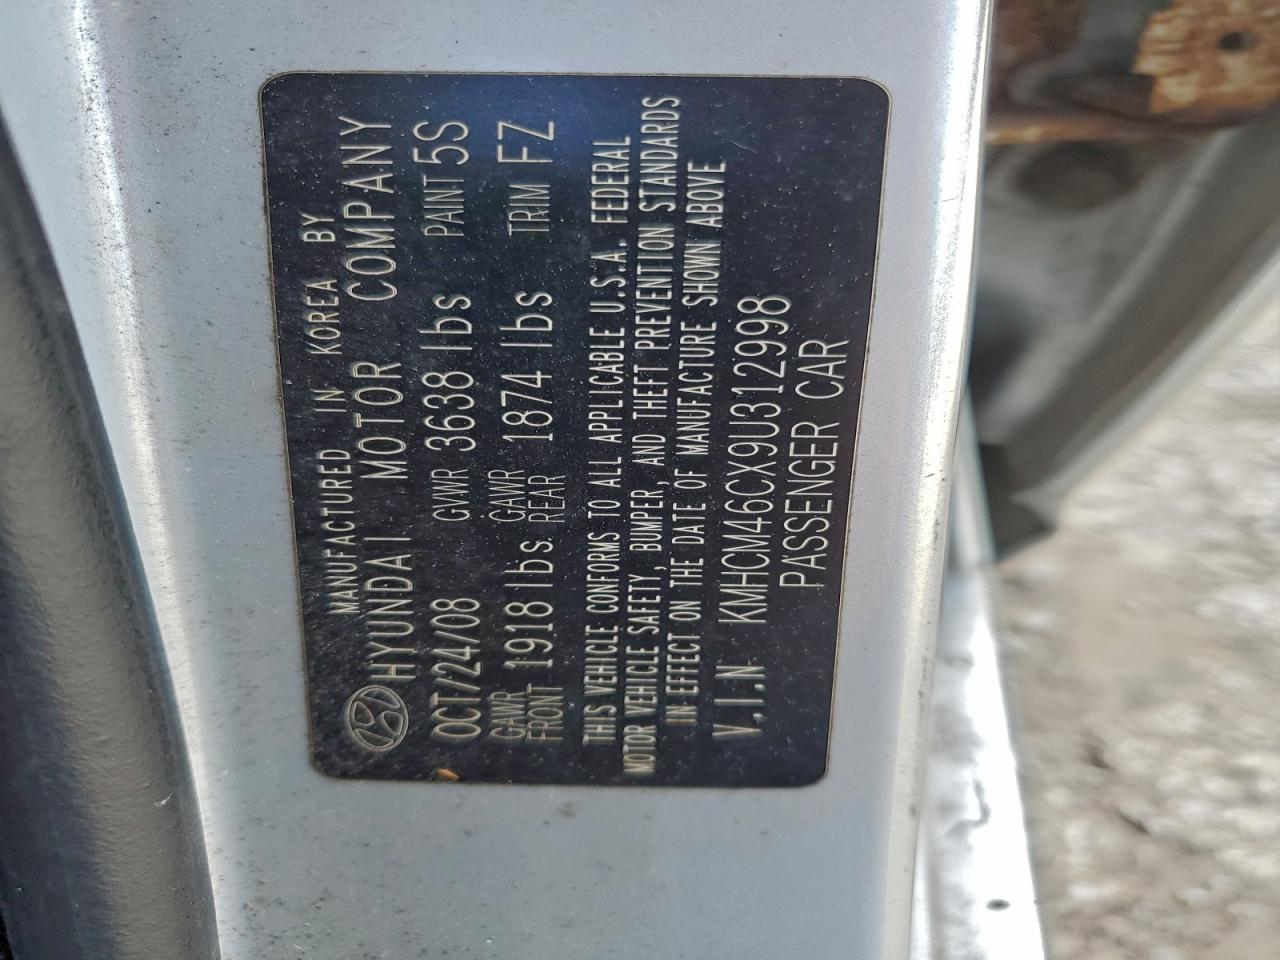 MANUFACTURED IN KOREA BY
HYUNDAI MOTOR COMPANY
OCT/24/08 GVWR 3638 lbs PAINT 5S
GAWR FRONT 1918 lbs GAWR REAR 1874 lbs TRIM FZ
THIS VEHICLE CONFORMS TO ALL APPLICABLE U.S.A. FEDERAL
MOTOR VEHICLE SAFETY, BUMPER, AND THEFT PREVENTION STANDARDS
IN EFFECT ON THE DATE OF MANUFACTURE SHOWN ABOVE
V.I.N KMHCM46CX9U312998
PASSENGER CAR